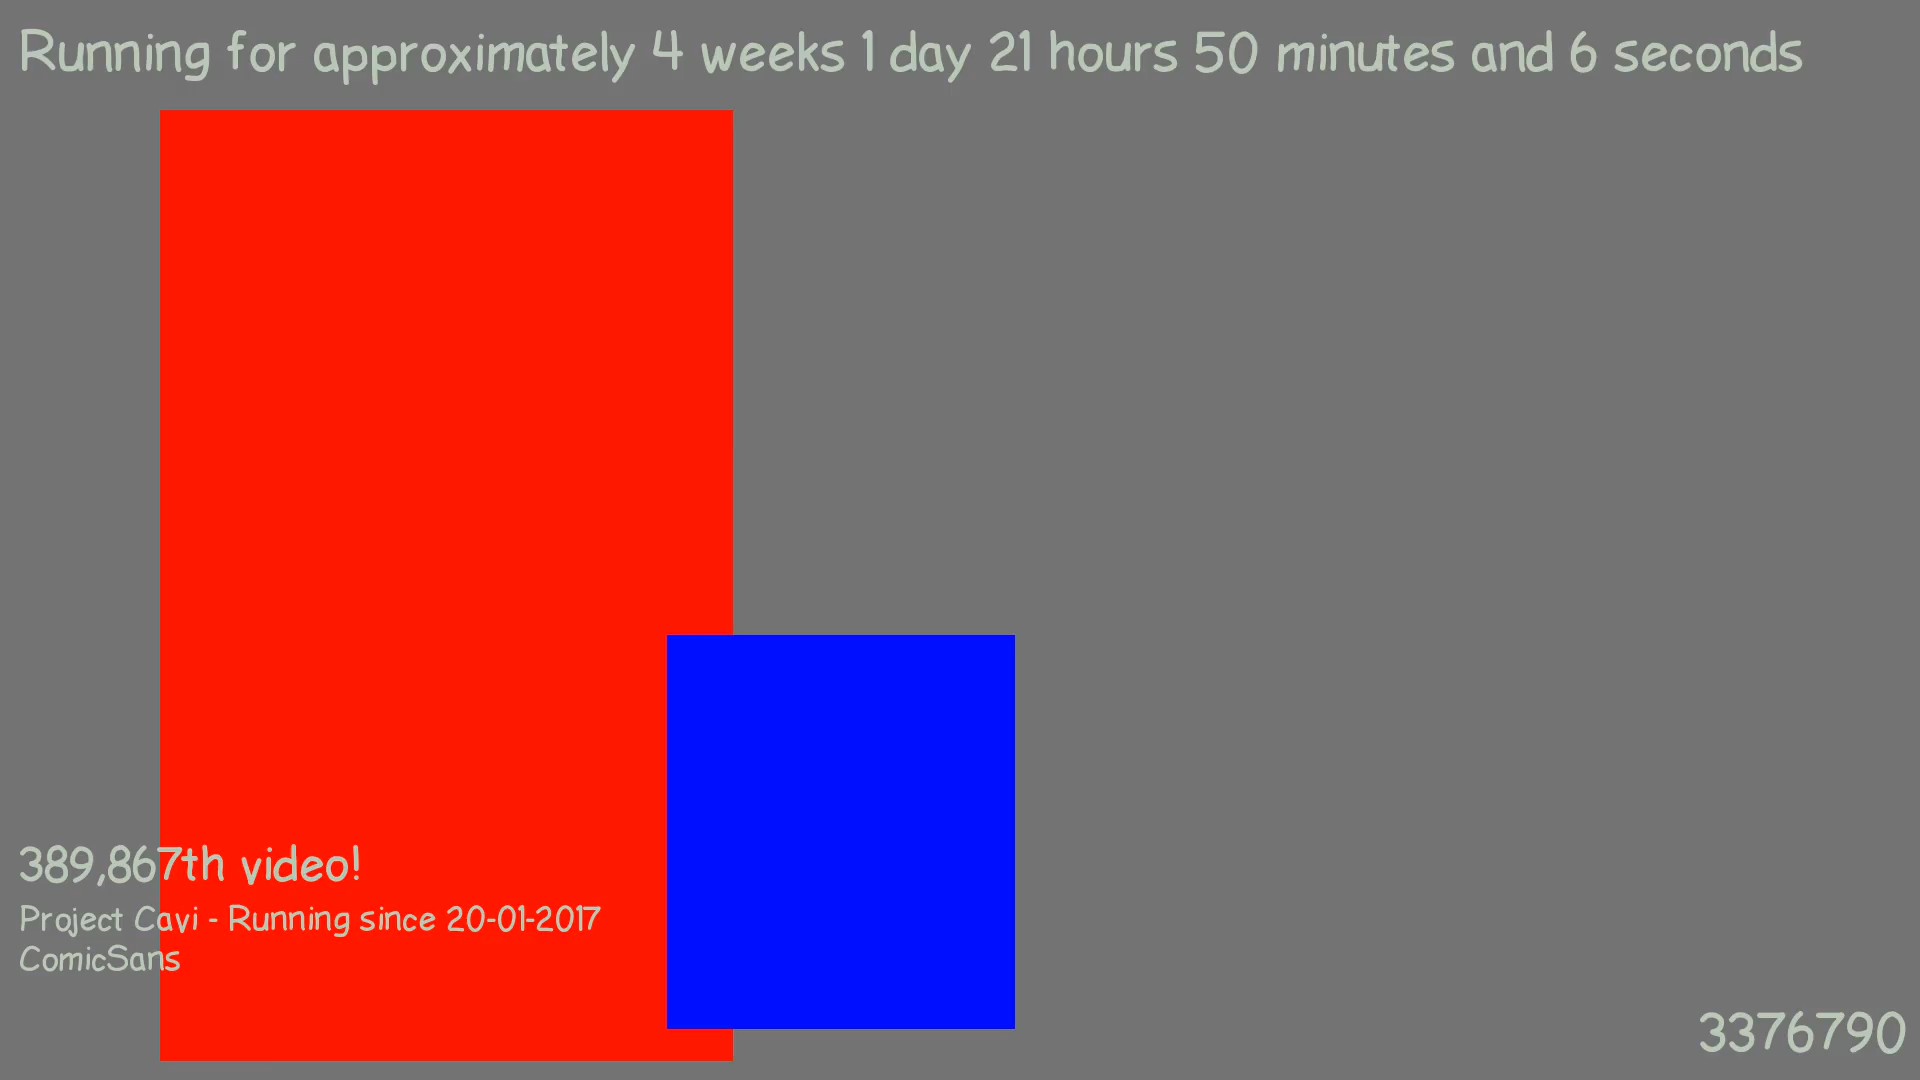 Running for approximately 4 weeks 1 day 21 hours 50 minutes and 6 seconds
389,867th video!
Project Cavi - Running since 20-01-2017
ComicSans
3376790